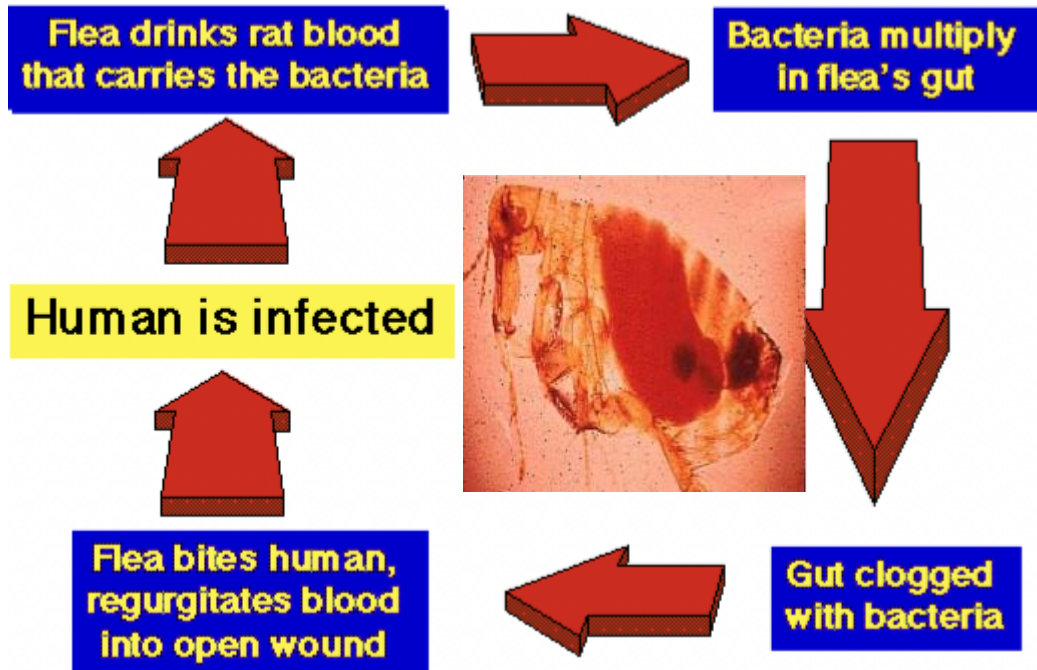 Flea drinks rat blood
that carries the bacteria
Bacteria multiply
in flea's gut
Gut clogged
with bacteria
Flea bites human,
regurgitates blood
into open wound
Human is infected